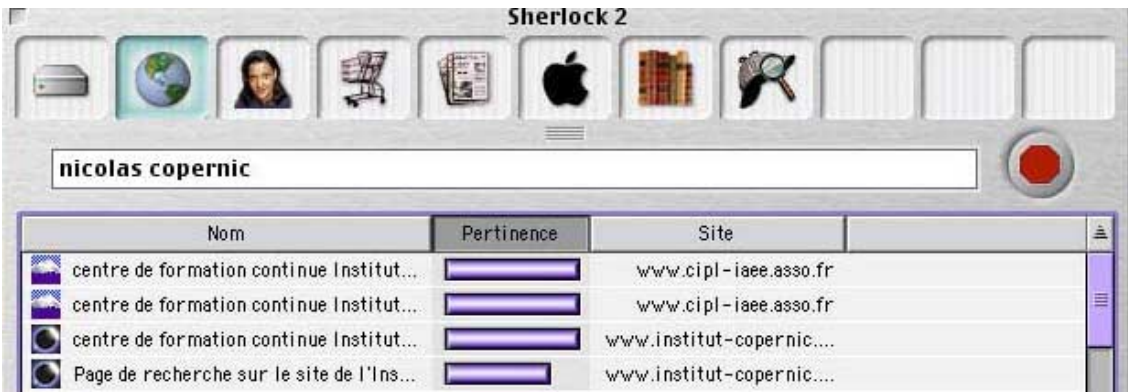 Sherlock 2
nicolas copernic
Nom Pertinence Site
centre de formation continue Institut... www.cipl-iaee.asso.fr
centre de formation continue Institut... www.cipl-iaee.asso.fr
centre de formation continue Institut... www.institut-copernic....
Page de recherche sur le site de l'Ins... www.institut-copernic....